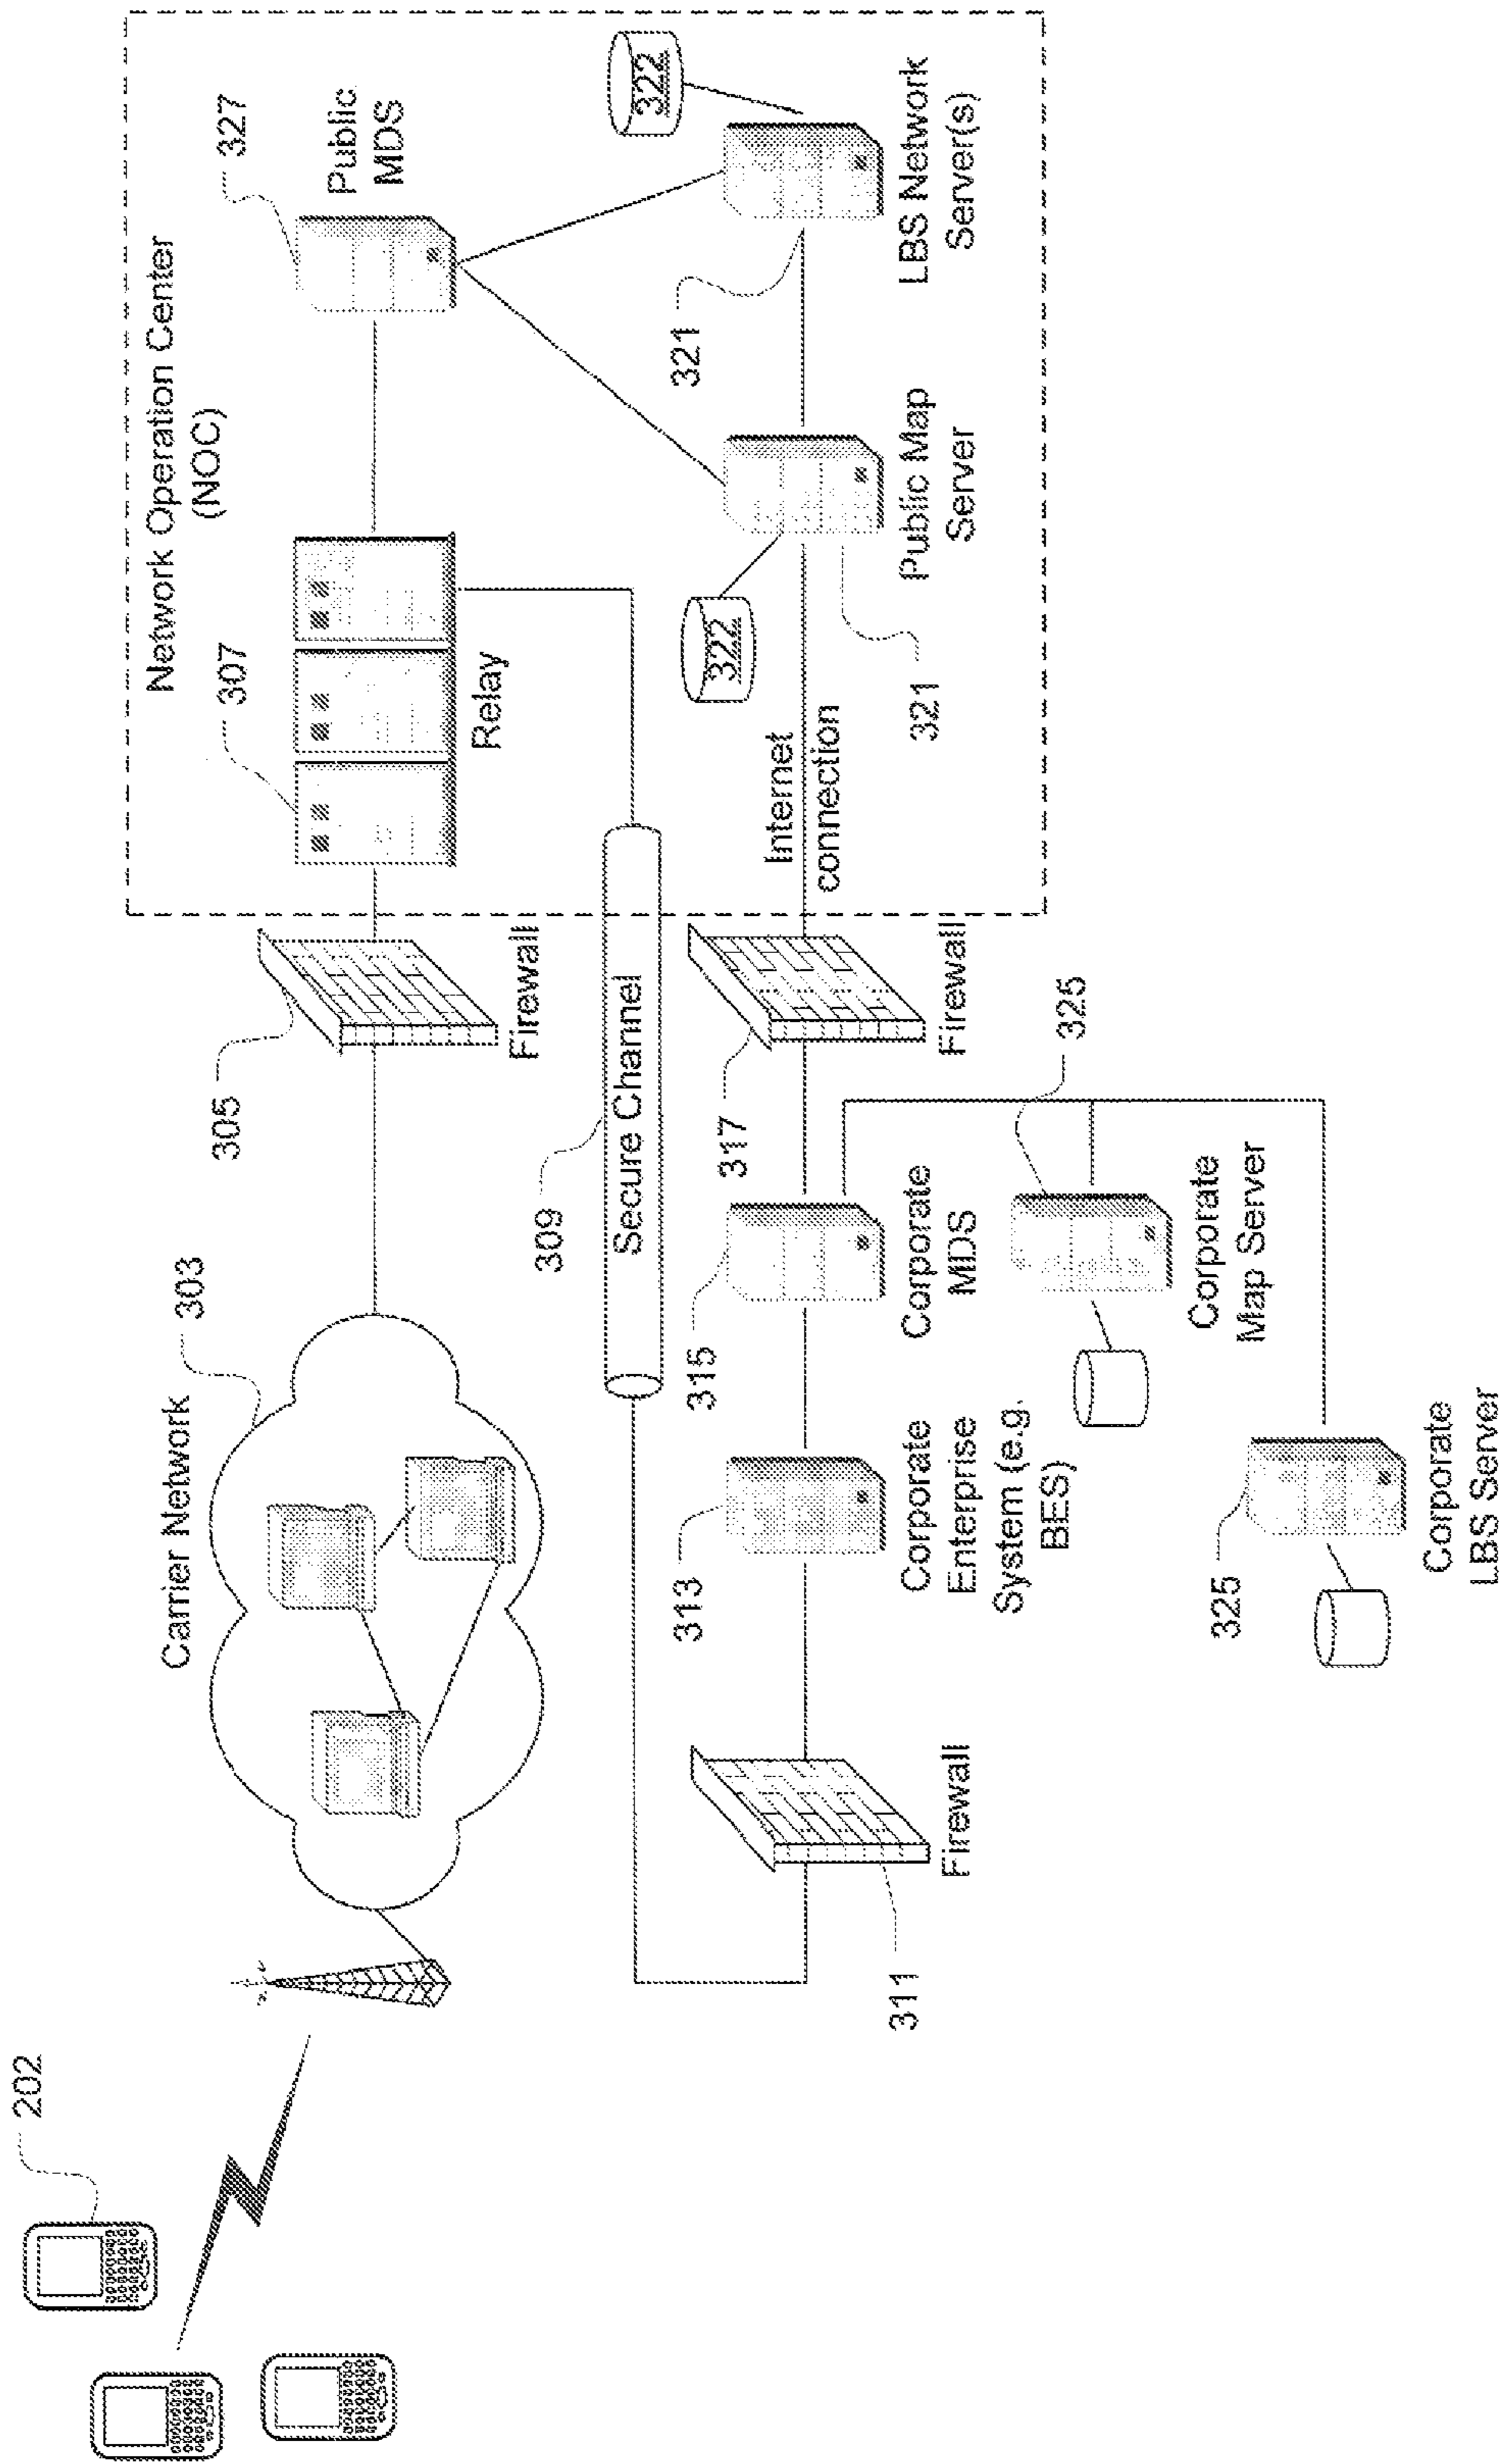 202
Carrier Network
303
305
Firewall
Network Operation Center
(NOC)
307
Relay
327
Public
MDS
309
Secure Channel
322
322
321
LBS Network
Server(s)
Public Map
Server
321
Internet
connection
317
Firewall
315
Corporate
MDS
313
Corporate
Enterprise
System (e.g.
BES)
311
Firewall
325
Corporate
Map Server
325
Corporate
LBS Server